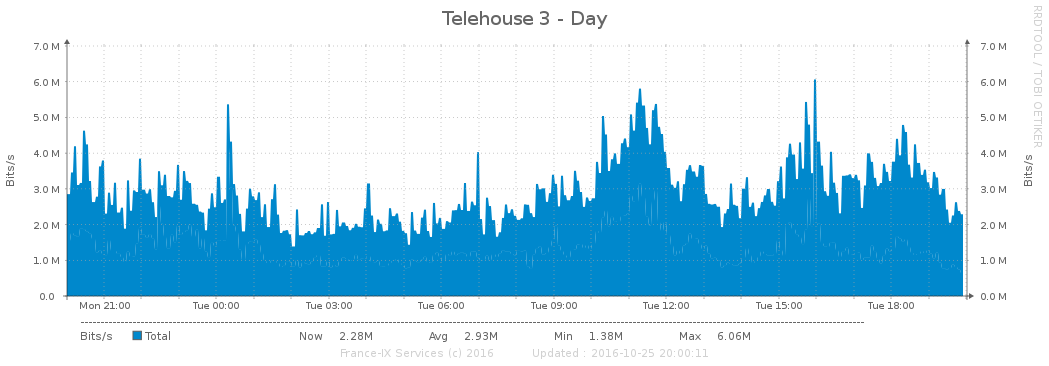 Telehouse 3 - Day
RRDTOOL / TOBI OETIKER
Bits/s
Bits/s
7.0 M 7.0 M
6.0 M 6.0 M
5.0 M 5.0 M
4.0 M 4.0 M
3.0 M 3.0 M
2.0 M 2.0 M
1.0 M 1.0 M
0.0 0.0 M
Mon 21:00 Tue 00:00 Tue 03:00 Tue 06:00 Tue 09:00 Tue 12:00 Tue 15:00 Tue 18:00
Bits/s Total Now 2.28M Avg 2.93M Min 1.38M Max 6.06M
France-IX Services (c) 2016 Updated : 2016-10-25 20:00:11